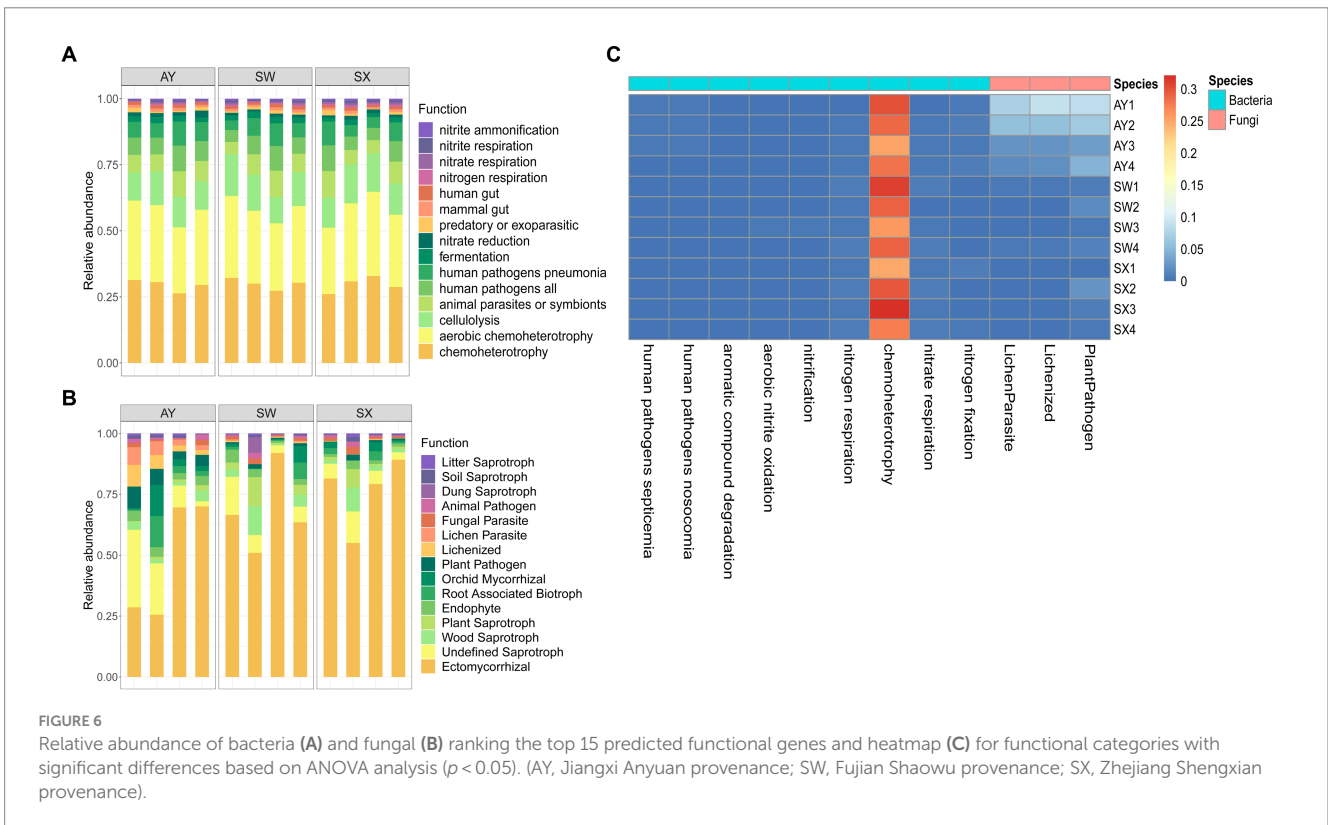 A
AY
SW
SX
1.00
0.75
0.50
0.25
0.00
Relative abundance
Function
nitrite ammonification
nitrite respiration
nitrate respiration
nitrogen respiration
human gut
mammal gut
predatory or exoparasitic
nitrate reduction
fermentation
human pathogens pneumonia
human pathogens all
animal parasites or symbionts
cellulolysis
aerobic chemoheterotrophy
chemoheterotrophy
B
AY
SW
SX
1.00
0.75
0.50
0.25
0.00
Relative abundance
Function
Litter Saprotroph
Soil Saprotroph
Dung Saprotroph
Animal Pathogen
Fungal Parasite
Lichen Parasite
Lichenized
Plant Pathogen
Orchid Mycorrhizal
Root Associated Biotroph
Endophyte
Plant Saprotroph
Wood Saprotroph
Undefined Saprotroph
Ectomycorrhizal
C
Species
AY1
AY2
AY3
AY4
SW1
SW2
SW3
SW4
SX1
SX2
SX3
SX4
human pathogens septicemia
human pathogens nosocomia
aromatic compound degradation
aerobic nitrite oxidation
nitrification
nitrogen respiration
chemoheterotrophy
nitrate respiration
nitrogen fixation
LichenParasite
Lichenized
PlantPathogen
0.3
0.25
0.2
0.15
0.1
0.05
0
Species
Bacteria
Fungi
FIGURE 6
Relative abundance of bacteria (A) and fungal (B) ranking the top 15 predicted functional genes and heatmap (C) for functional categories with
significant differences based on ANOVA analysis (p < 0.05). (AY, Jiangxi Anyuan provenance; SW, Fujian Shaowu provenance; SX, Zhejiang Shengxian
provenance).